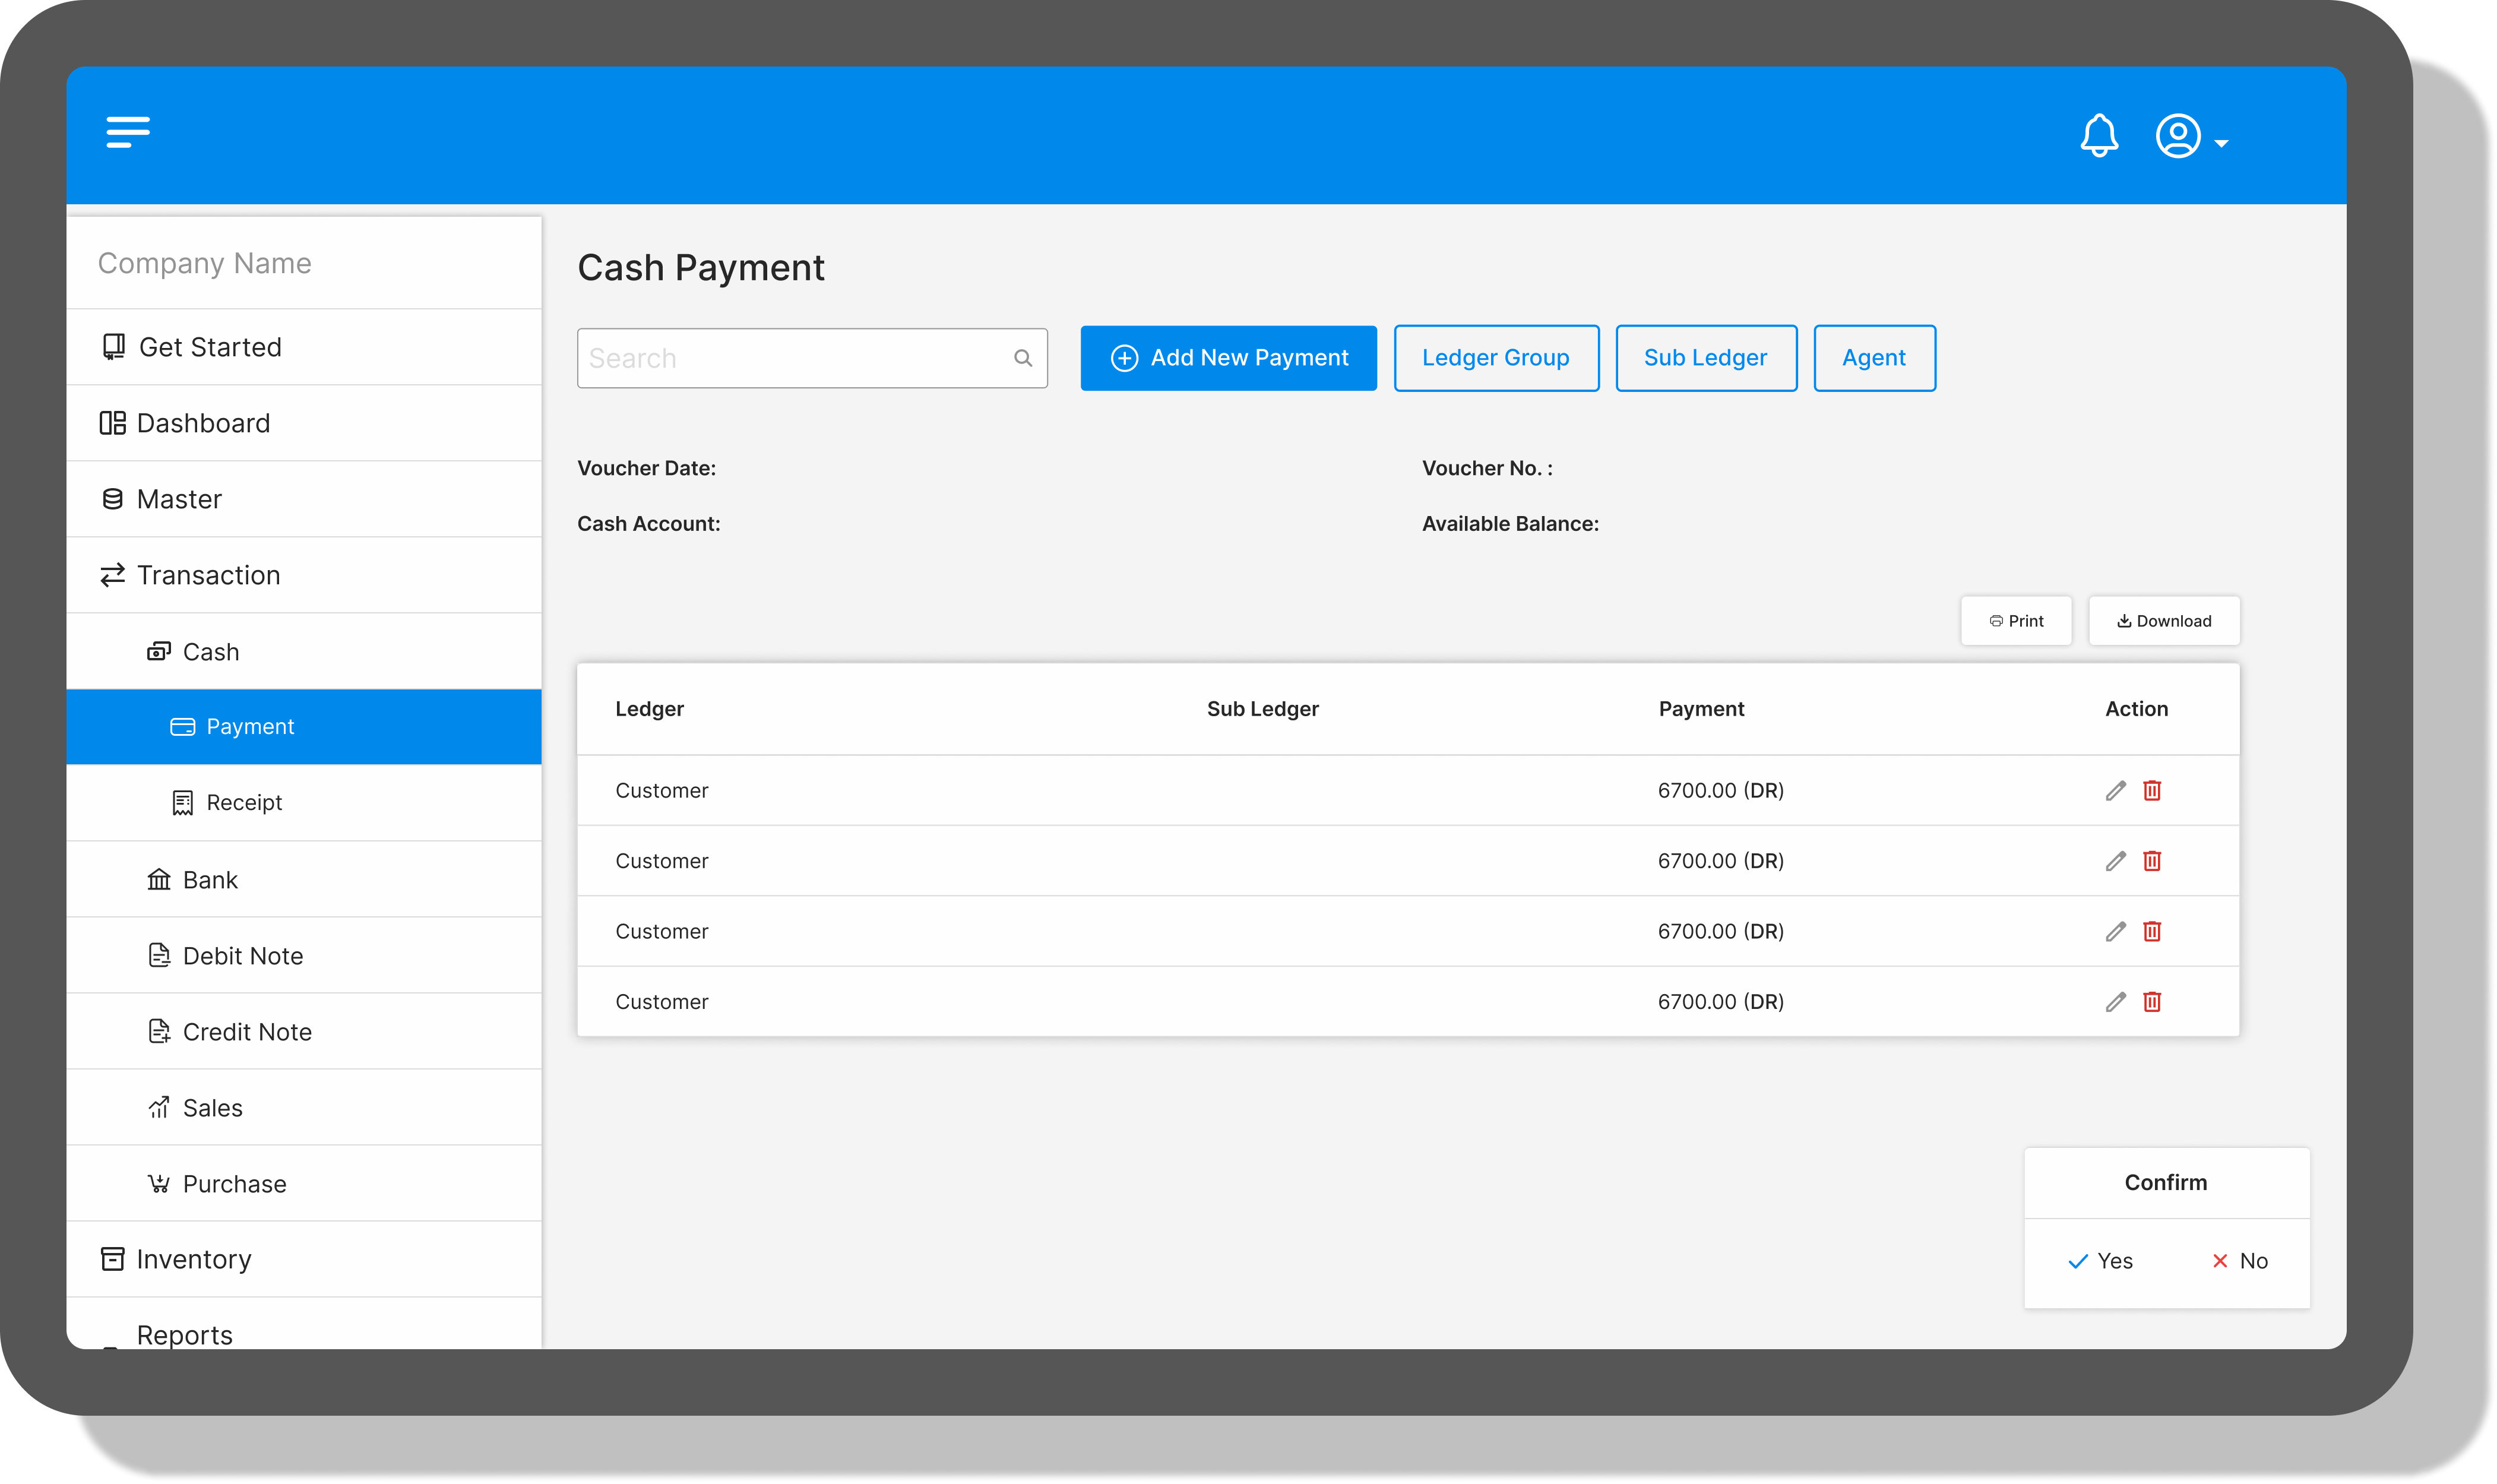 Company Name
Get Started
Dashboard
Master
Transaction
Cash
Payment
Receipt
Bank
Debit Note
Credit Note
Sales
Purchase
Inventory
Reports
Cash Payment
Search
Add New Payment
Ledger Group
Sub Ledger
Agent
Voucher Date:
Voucher No. :
Cash Account:
Available Balance:
Print
Download
Ledger Sub Ledger Payment Action
Customer 6700.00 (DR)
Customer 6700.00 (DR)
Customer 6700.00 (DR)
Customer 6700.00 (DR)
Confirm
Yes No